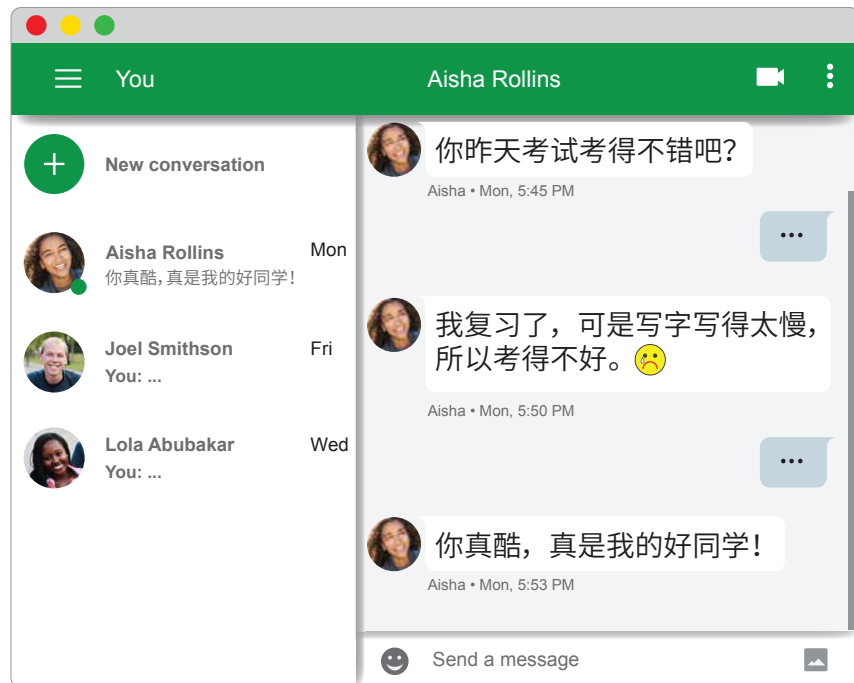 You
Aisha Rollins
New conversation
Aisha Rollins
Mon
你真酷,真是我的好同学!
Joel Smithson
Fri
You: ...
Lola Abubakar
Wed
You: ...
你昨天考试考得不错吧?
Aisha • Mon, 5:45 PM
...
我复习了，可是写字写得太慢，
所以考得不好。
Aisha • Mon, 5:50 PM
...
你真酷，真是我的好同学！
Aisha • Mon, 5:53 PM
Send a message